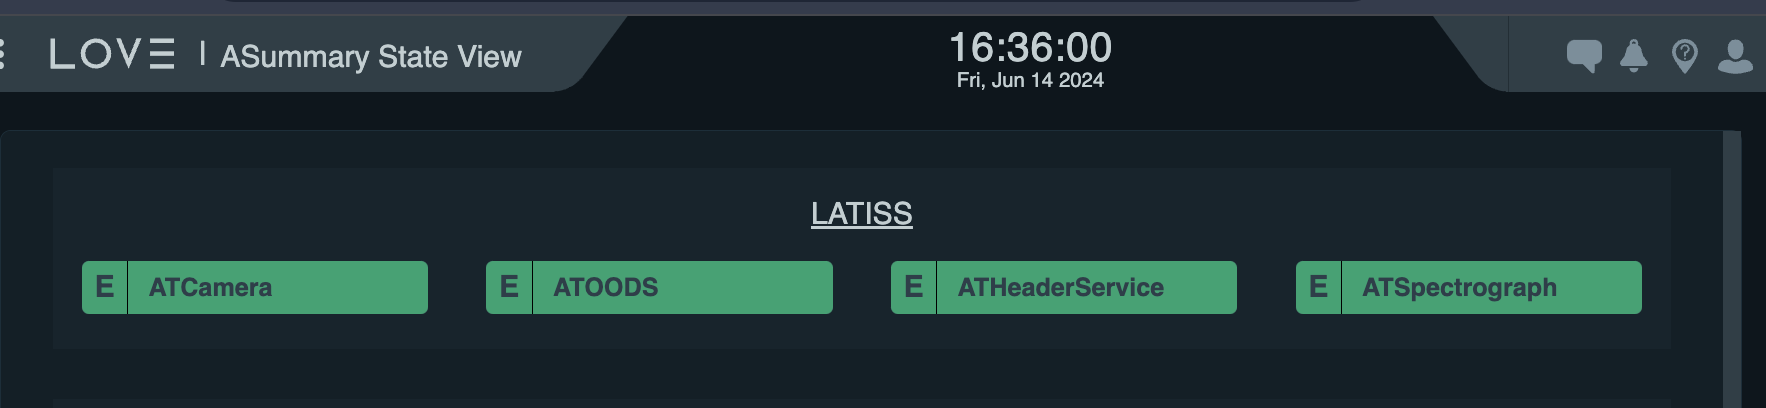 LOVE | ASummary State View
16:36:00
Fri, Jun 14 2024
?
LATISS
E ATCamera
E ATOODS
E ATHeaderService
E ATSpectrograph